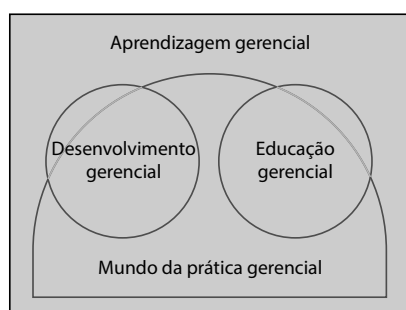 Aprendizagem gerencial
Desenvolvimento
gerencial
Educação
gerencial
Mundo da prática gerencial